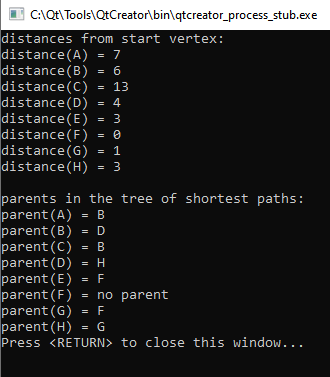 C:\Qt\Tools\QtCreator\bin\qtcreator_process_stub.exe
distances from start vertex:
distance(A) = 7
distance(B) = 6
distance(C) = 13
distance(D) = 4
distance(E) = 3
distance(F) = 0
distance(G) = 1
distance(H) = 3
parents in the tree of shortest paths:
parent(A) = B
parent(B) = D
parent(C) = B
parent(D) = H
parent(E) = F
parent(F) = no parent
parent(G) = F
parent(H) = G
Press <RETURN> to close this window...